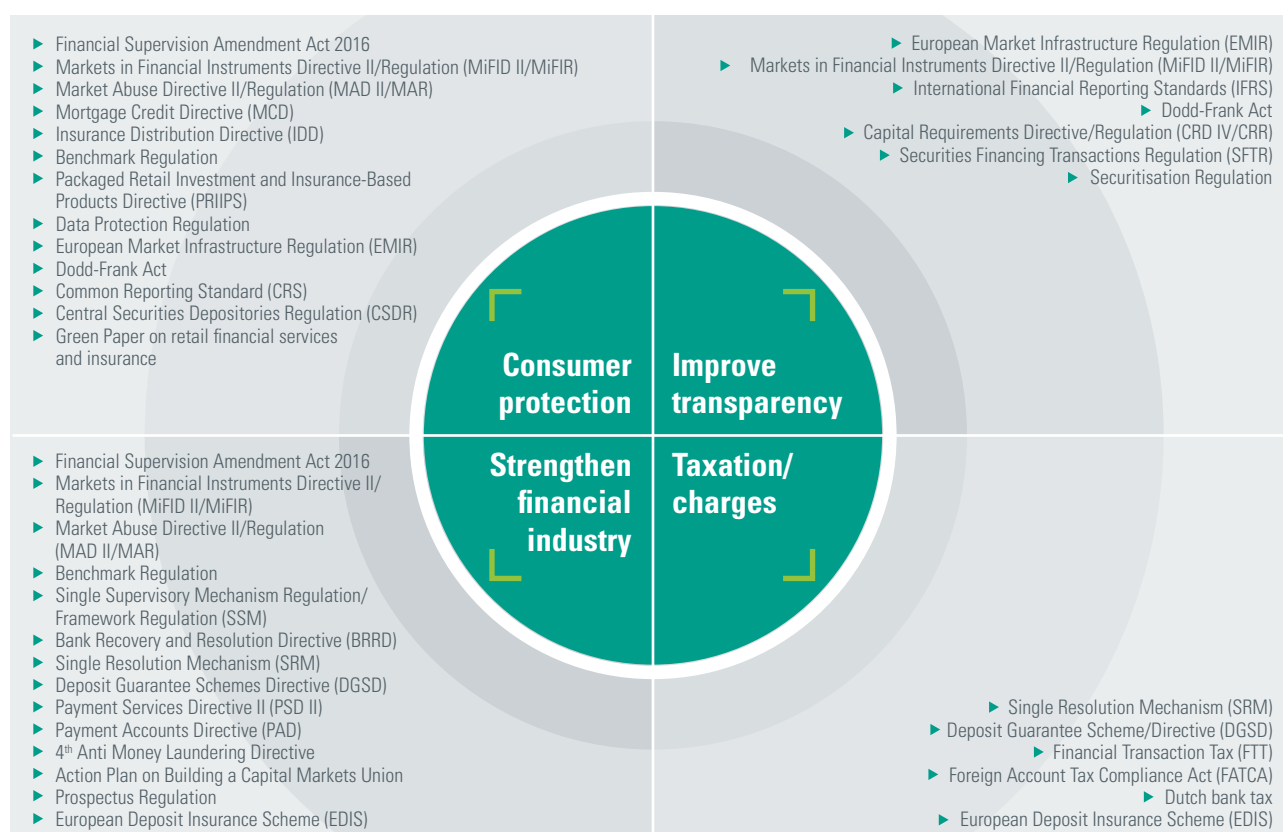 ▶ Financial Supervision Amendment Act 2016
▶ Markets in Financial Instruments Directive II/Regulation (MiFID II/MiFIR)
▶ Market Abuse Directive II/Regulation (MAD II/MAR)
▶ Mortgage Credit Directive (MCD)
▶ Insurance Distribution Directive (IDD)
▶ Benchmark Regulation
▶ Packaged Retail Investment and Insurance-Based
Products Directive (PRIIPS)
▶ Data Protection Regulation
▶ European Market Infrastructure Regulation (EMIR)
▶ Dodd-Frank Act
▶ Common Reporting Standard (CRS)
▶ Central Securities Depositories Regulation (CSDR)
▶ Green Paper on retail financial services
and insurance
▶ European Market Infrastructure Regulation (EMIR)
▶ Markets in Financial Instruments Directive II/Regulation (MiFID II/MiFIR)
▶ International Financial Reporting Standards (IFRS)
▶ Dodd-Frank Act
▶ Capital Requirements Directive/Regulation (CRD IV/CRR)
▶ Securities Financing Transactions Regulation (SFTR)
▶ Securitisation Regulation
Consumer
protection
Improve
transparency
Strengthen
financial
industry
Taxation/
charges
▶ Financial Supervision Amendment Act 2016
▶ Markets in Financial Instruments Directive II/
Regulation (MiFID II/MiFIR)
▶ Market Abuse Directive II/Regulation
(MAD II/MAR)
▶ Benchmark Regulation
▶ Single Supervisory Mechanism Regulation/
Framework Regulation (SSM)
▶ Bank Recovery and Resolution Directive (BRRD)
▶ Single Resolution Mechanism (SRM)
▶ Deposit Guarantee Schemes Directive (DGSD)
▶ Payment Services Directive II (PSD II)
▶ Payment Accounts Directive (PAD)
▶ 4th Anti Money Laundering Directive
▶ Action Plan on Building a Capital Markets Union
▶ Prospectus Regulation
▶ European Deposit Insurance Scheme (EDIS)
▶ Single Resolution Mechanism (SRM)
▶ Deposit Guarantee Scheme/Directive (DGSD)
▶ Financial Transaction Tax (FTT)
▶ Foreign Account Tax Compliance Act (FATCA)
▶ Dutch bank tax
▶ European Deposit Insurance Scheme (EDIS)